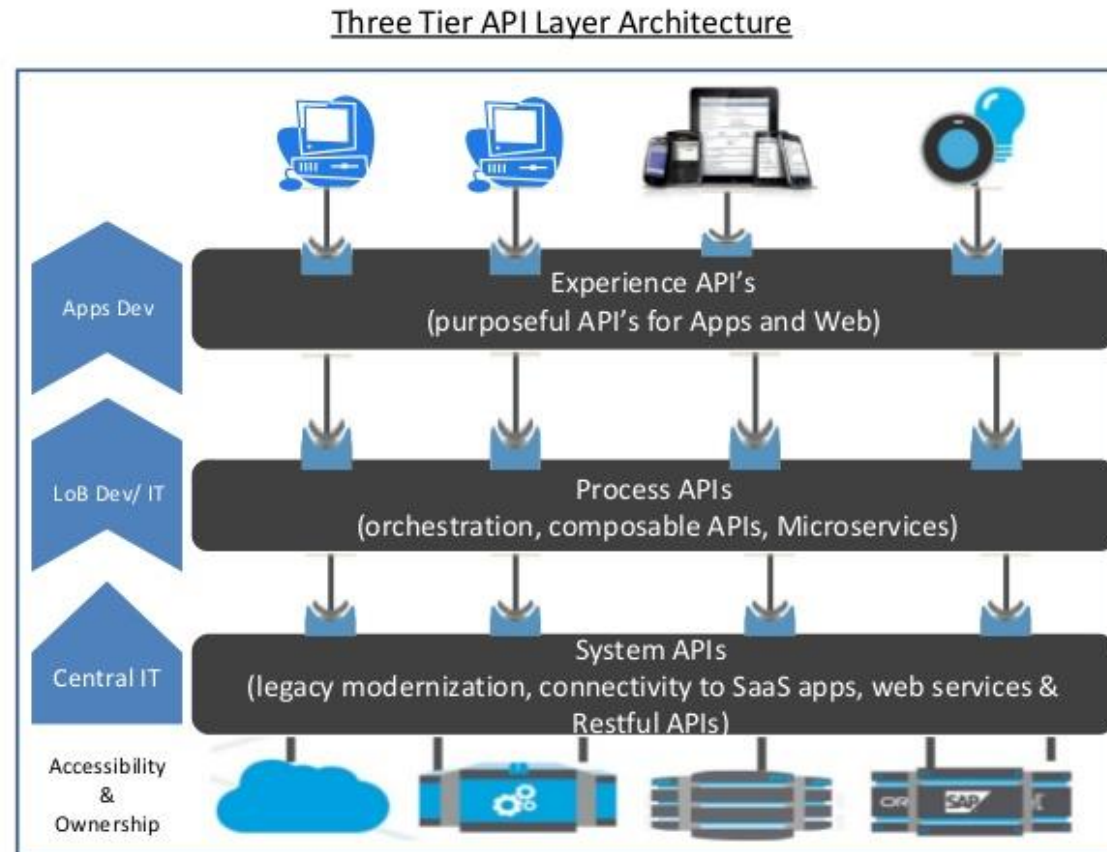 Three Tier API Layer Architecture
Apps Dev
Experience API's
(purposeful API's for Apps and Web)
LoB Dev/ IT
Process APIs
(orchestration, composable APIs, Microservices)
Central IT
System APIs
(legacy modernization, connectivity to SaaS apps, web services &
Restful APIs)
Accessibility
&
Ownership
SAP